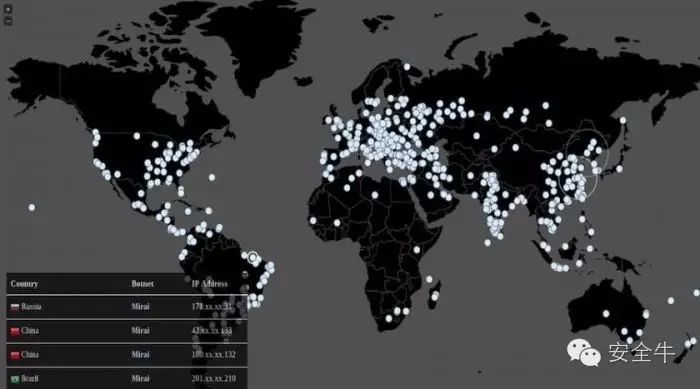 Country Botnet IP Address
Russia Mirai 178.xx.xx.31
China Mirai 42.xx.xx.153
China Mirai 180.xx.xx.132
Brazil Mirai 201.xx.xx.210
安全牛